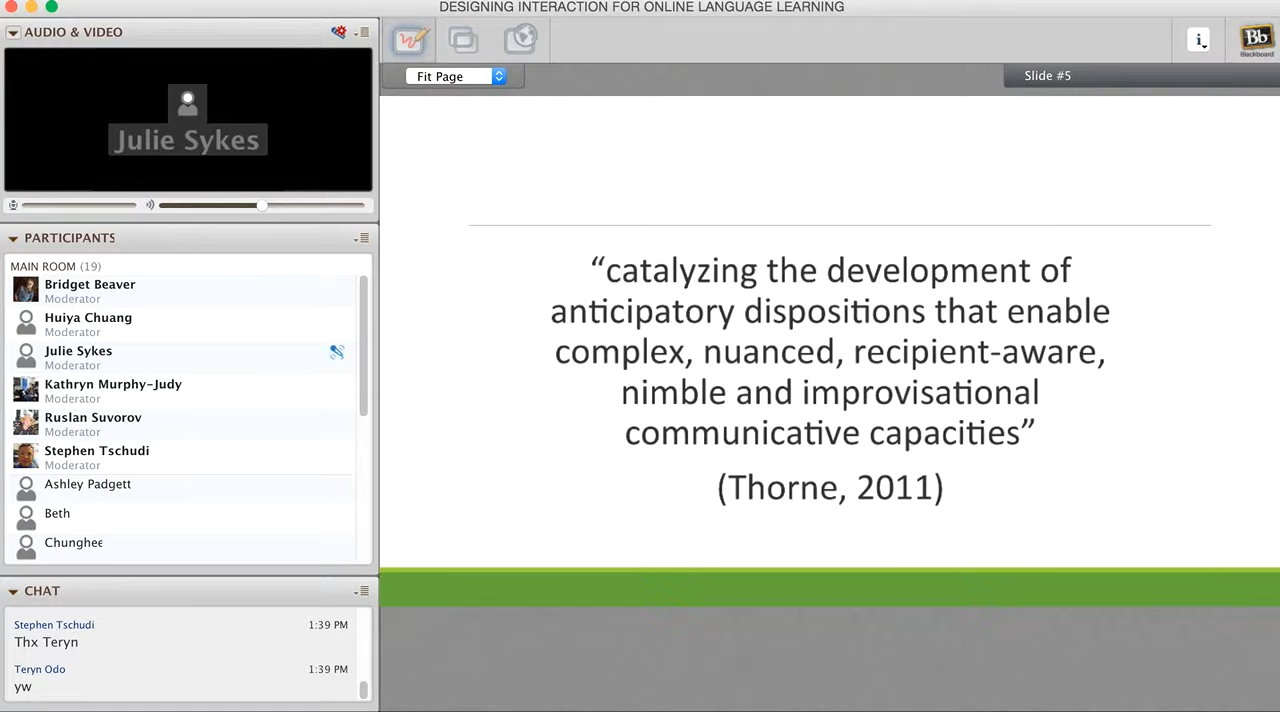 DESIGNING INTERACTION FOR ONLINE LANGUAGE LEARNING
AUDIO & VIDEO
Julie Sykes
PARTICIPANTS
MAIN ROOM (19)
Bridget Beaver
Moderator
Huiya Chuang
Moderator
Julie Sykes
Moderator
Kathryn Murphy-Judy
Moderator
Ruslan Suvorov
Moderator
Stephen Tschudi
Moderator
Ashley Padgett
Beth
Chunghee
CHAT
Stephen Tschudi 1:39 PM
Thx Teryn
Teryn Odo 1:39 PM
yw
i
Bb
Blackboard
Fit Page
Slide #5
“catalyzing the development of
anticipatory dispositions that enable
complex, nuanced, recipient-aware,
nimble and improvisational
communicative capacities”
(Thorne, 2011)